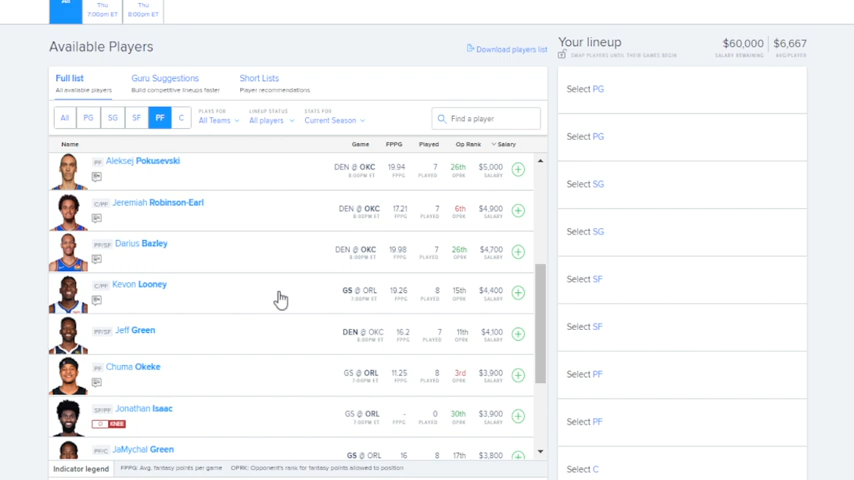 All
Thu
7:00pm ET
Thu
8:00pm ET
Available Players
Download players list
Your lineup
SWAP PLAYERS UNTIL THEIR GAMES BEGIN
$60,000
SALARY REMAINING
$6,667
AVG PLAYER
Full list
All available players
Guru Suggestions
Build competitive lineups faster
Short Lists
Player recommendations
All PG SG SF PF C
PLAYS FOR
All Teams
LINEUP STATUS
All players
STATS FOR
Current Season
Find a player
Name Game FPPG Played Op Rank Salary
PF Aleksej Pokusevski DEN @ OKC 19.94 7 26th $5,000
8:00PM ET FPPG PLAYED OPRK SALARY
C/PF Jeremiah Robinson-Earl DEN @ OKC 17.21 7 6th $4,900
8:00PM ET FPPG PLAYED OPRK SALARY
PF/SF Darius Bazley DEN @ OKC 19.98 7 26th $4,700
8:00PM ET FPPG PLAYED OPRK SALARY
C/PF Kevon Looney GS @ ORL 19.26 8 15th $4,400
7:00PM ET FPPG PLAYED OPRK SALARY
PF/SF Jeff Green DEN @ OKC 16.2 7 11th $4,100
8:00PM ET FPPG PLAYED OPRK SALARY
PF Chuma Okeke GS @ ORL 11.25 8 3rd $3,900
7:00PM ET FPPG PLAYED OPRK SALARY
SF/PF Jonathan Isaac GS @ ORL - 0 30th $3,900
O KNEE 7:00PM ET FPPG PLAYED OPRK SALARY
PF/C JaMychal Green GS @ ORL 16 8 17th $3,800
Indicator legend FPPG: Avg. fantasy points per game OPRK: Opponent's rank for fantasy points allowed to position
Select PG
Select PG
Select SG
Select SG
Select SF
Select SF
Select PF
Select PF
Select C